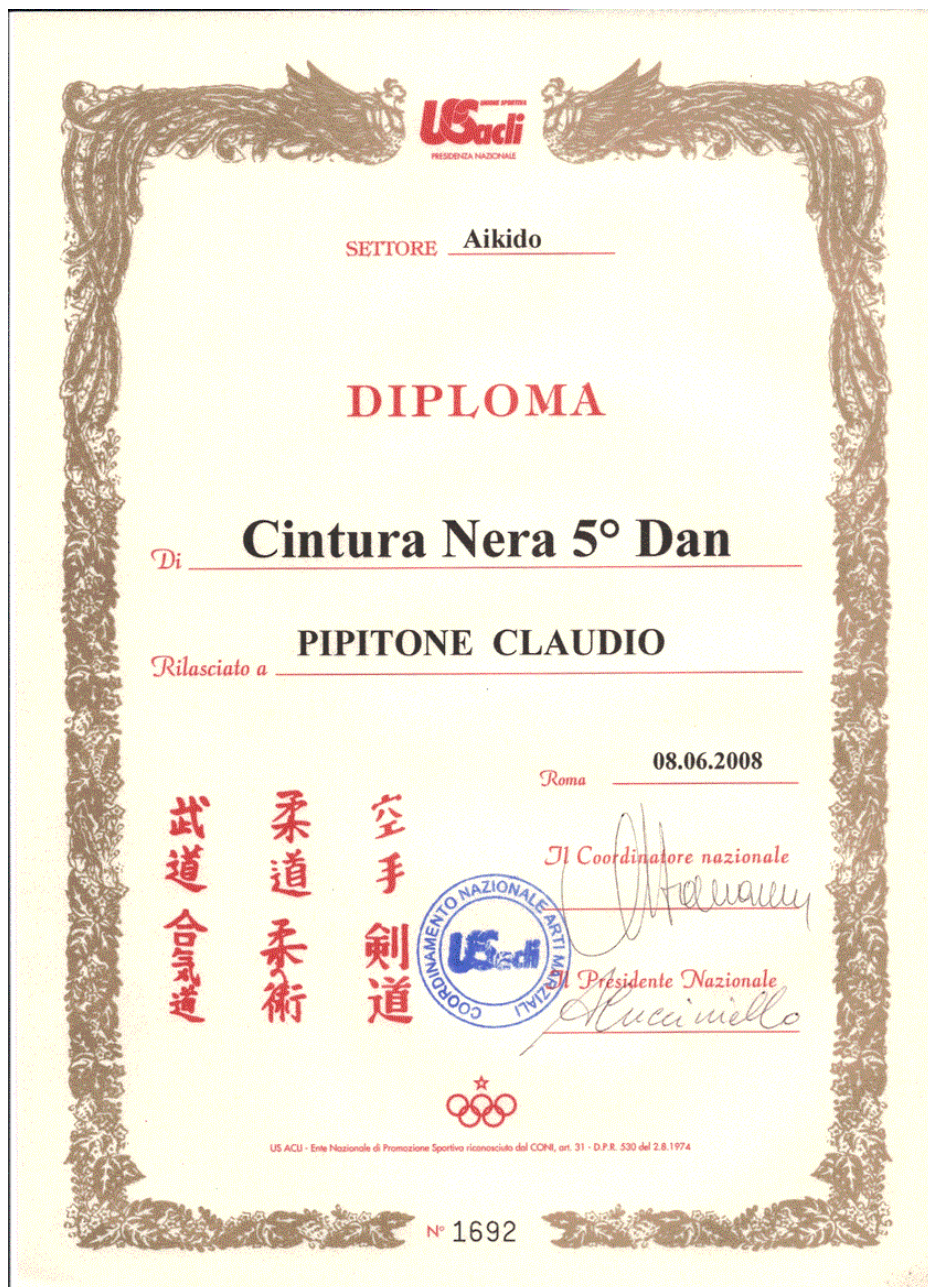 UNIONE SPORTIVA
USacli
PRESIDENZA NAZIONALE
SETTORE Aikido
DIPLOMA
Di Cintura Nera 5° Dan
Rilasciato a PIPITONE CLAUDIO
Roma 08.06.2008
武道 合気道
柔道 柔術
空手 剣道
Il Coordinatore nazionale
COORDINAMENTO NAZIONALE ARTI MARZIALI
USacli
Il Presidente Nazionale
US ACLI - Ente Nazionale di Promozione Sportiva riconosciuto dal CONI, art. 31 - D.P.R. 530 del 2.8.1974
N° 1692